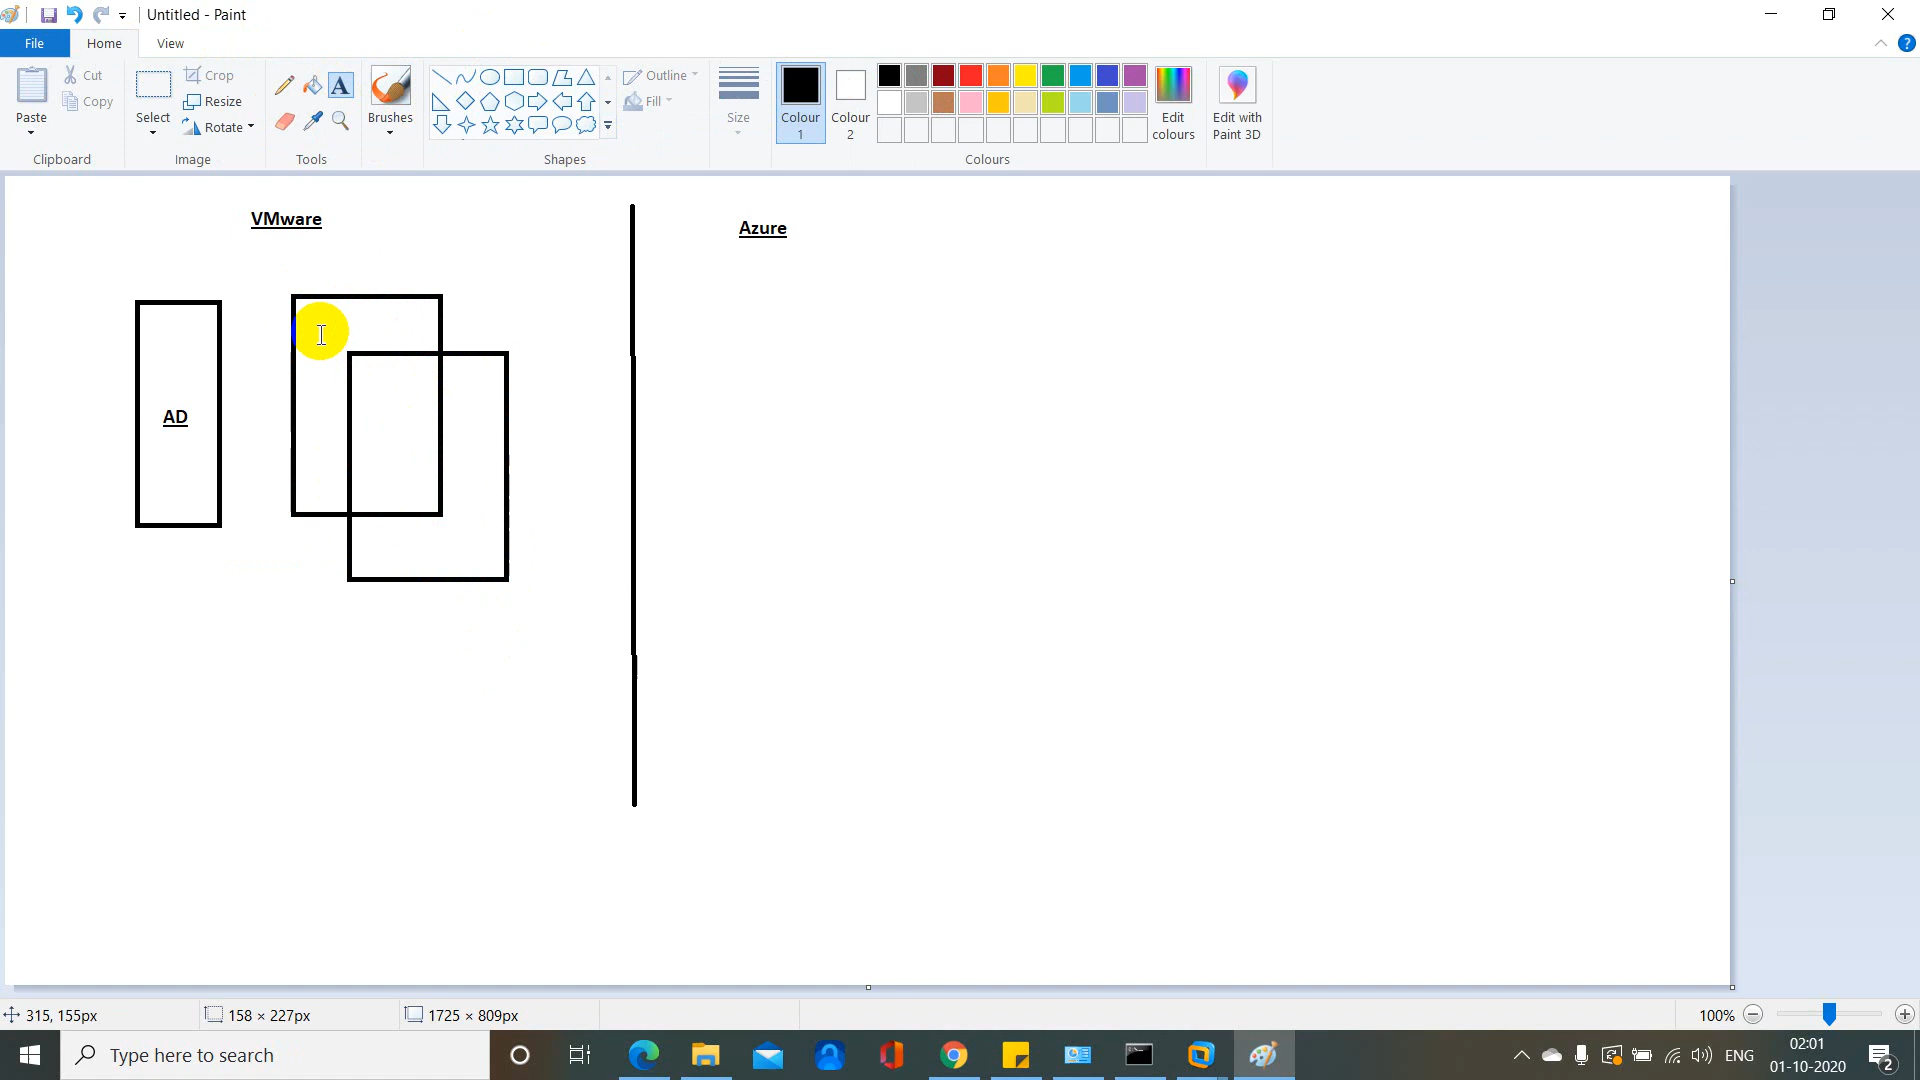 Untitled - Paint
File
Home
View
Paste
Cut
Copy
Clipboard
Select
Crop
Resize
Rotate
Image
A
Tools
Brushes
Outline
Fill
Shapes
Size
Colour
1
Colour
2
Edit
colours
Edit with
Paint 3D
Colours
?
VMware
Azure
AD
315, 155px
158 × 227px
1725 × 809px
100%
Type here to search
ENG
02:01
01-10-2020
2